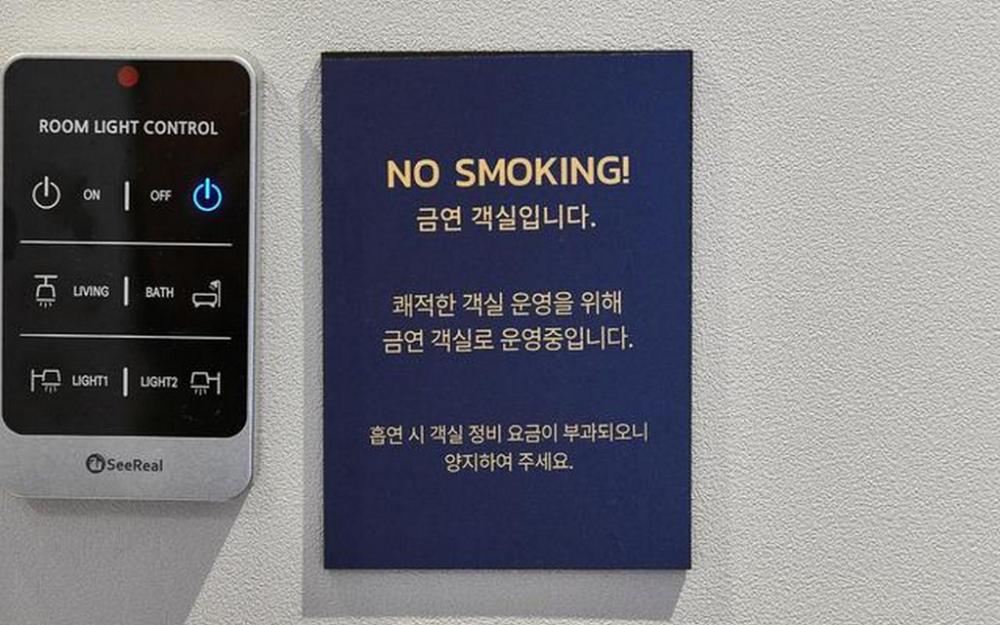 ROOM LIGHT CONTROL
ON | OFF
LIVING | BATH
LIGHT1 | LIGHT2
SeeReal
NO SMOKING!
금연 객실입니다.
쾌적한 객실 운영을 위해
금연 객실로 운영중입니다.
흡연 시 객실 정비 요금이 부과되오니
양지하여 주세요.